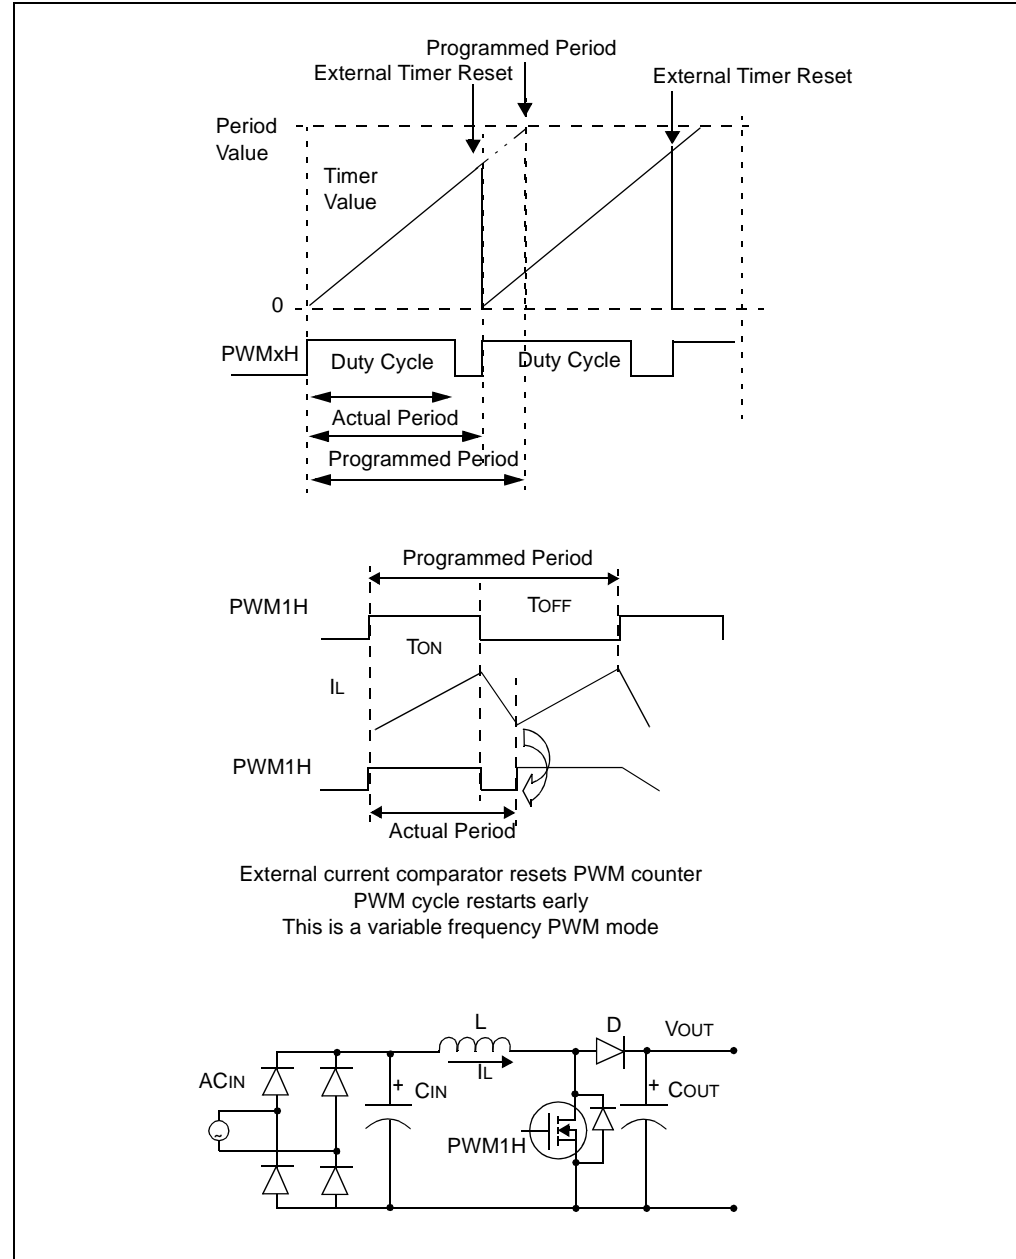 Programmed Period
External Timer Reset
External Timer Reset
Period
Value
Timer
Value
0
PWMxH
Duty Cycle
Duty Cycle
Actual Period
Programmed Period
Programmed Period
PWM1H
TOFF
TON
IL
PWM1H
Actual Period
External current comparator resets PWM counter
PWM cycle restarts early
This is a variable frequency PWM mode
L
D
VOUT
IL
ACIN
+
CIN
+
COUT
~
PWM1H